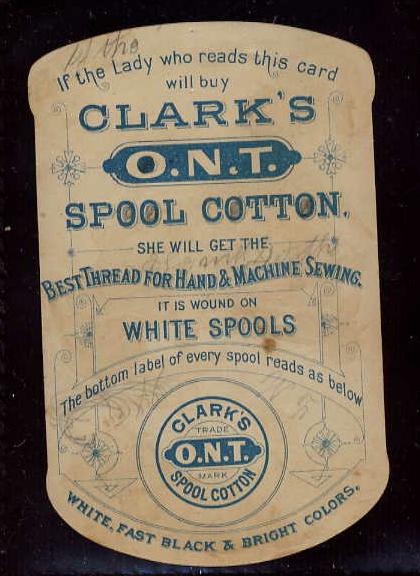 If the Lady who reads this card
will buy
CLARK'S
O.N.T.
SPOOL COTTON.
SHE WILL GET THE
BEST THREAD FOR HAND & MACHINE SEWING.
IT IS WOUND ON
WHITE SPOOLS
The bottom label of every spool reads as below
CLARK'S
TRADE
O.N.T.
MARK
SPOOL COTTON
WHITE, FAST BLACK & BRIGHT COLORS.